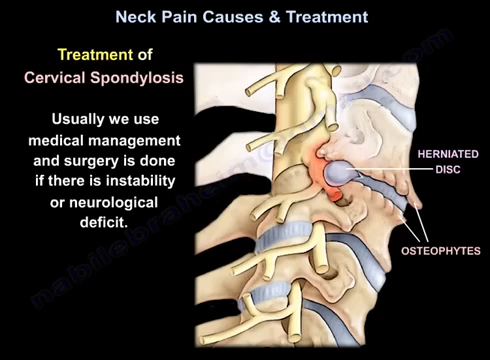 Neck Pain Causes & Treatment
Treatment of
Cervical Spondylosis
Usually we use
medical management
and surgery is done
if there is instability
or neurological
deficit.
HERNIATED
DISC
OSTEOPHYTES